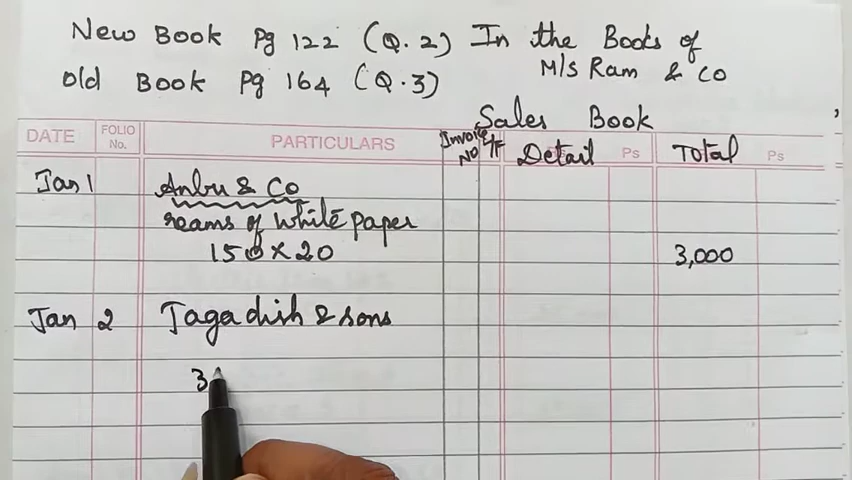 New Book Pg 122 (Q.2) In the Books of
Old Book Pg 164 (Q.3) M/S Ram & Co
Sales Book
DATE FOLIO No. PARTICULARS Invoice No L/F Detail Ps Total Ps
Jan 1 Anbu & Co
reams of white paper
150 × 20 3,000
Jan 2 Jagadish & sons
3